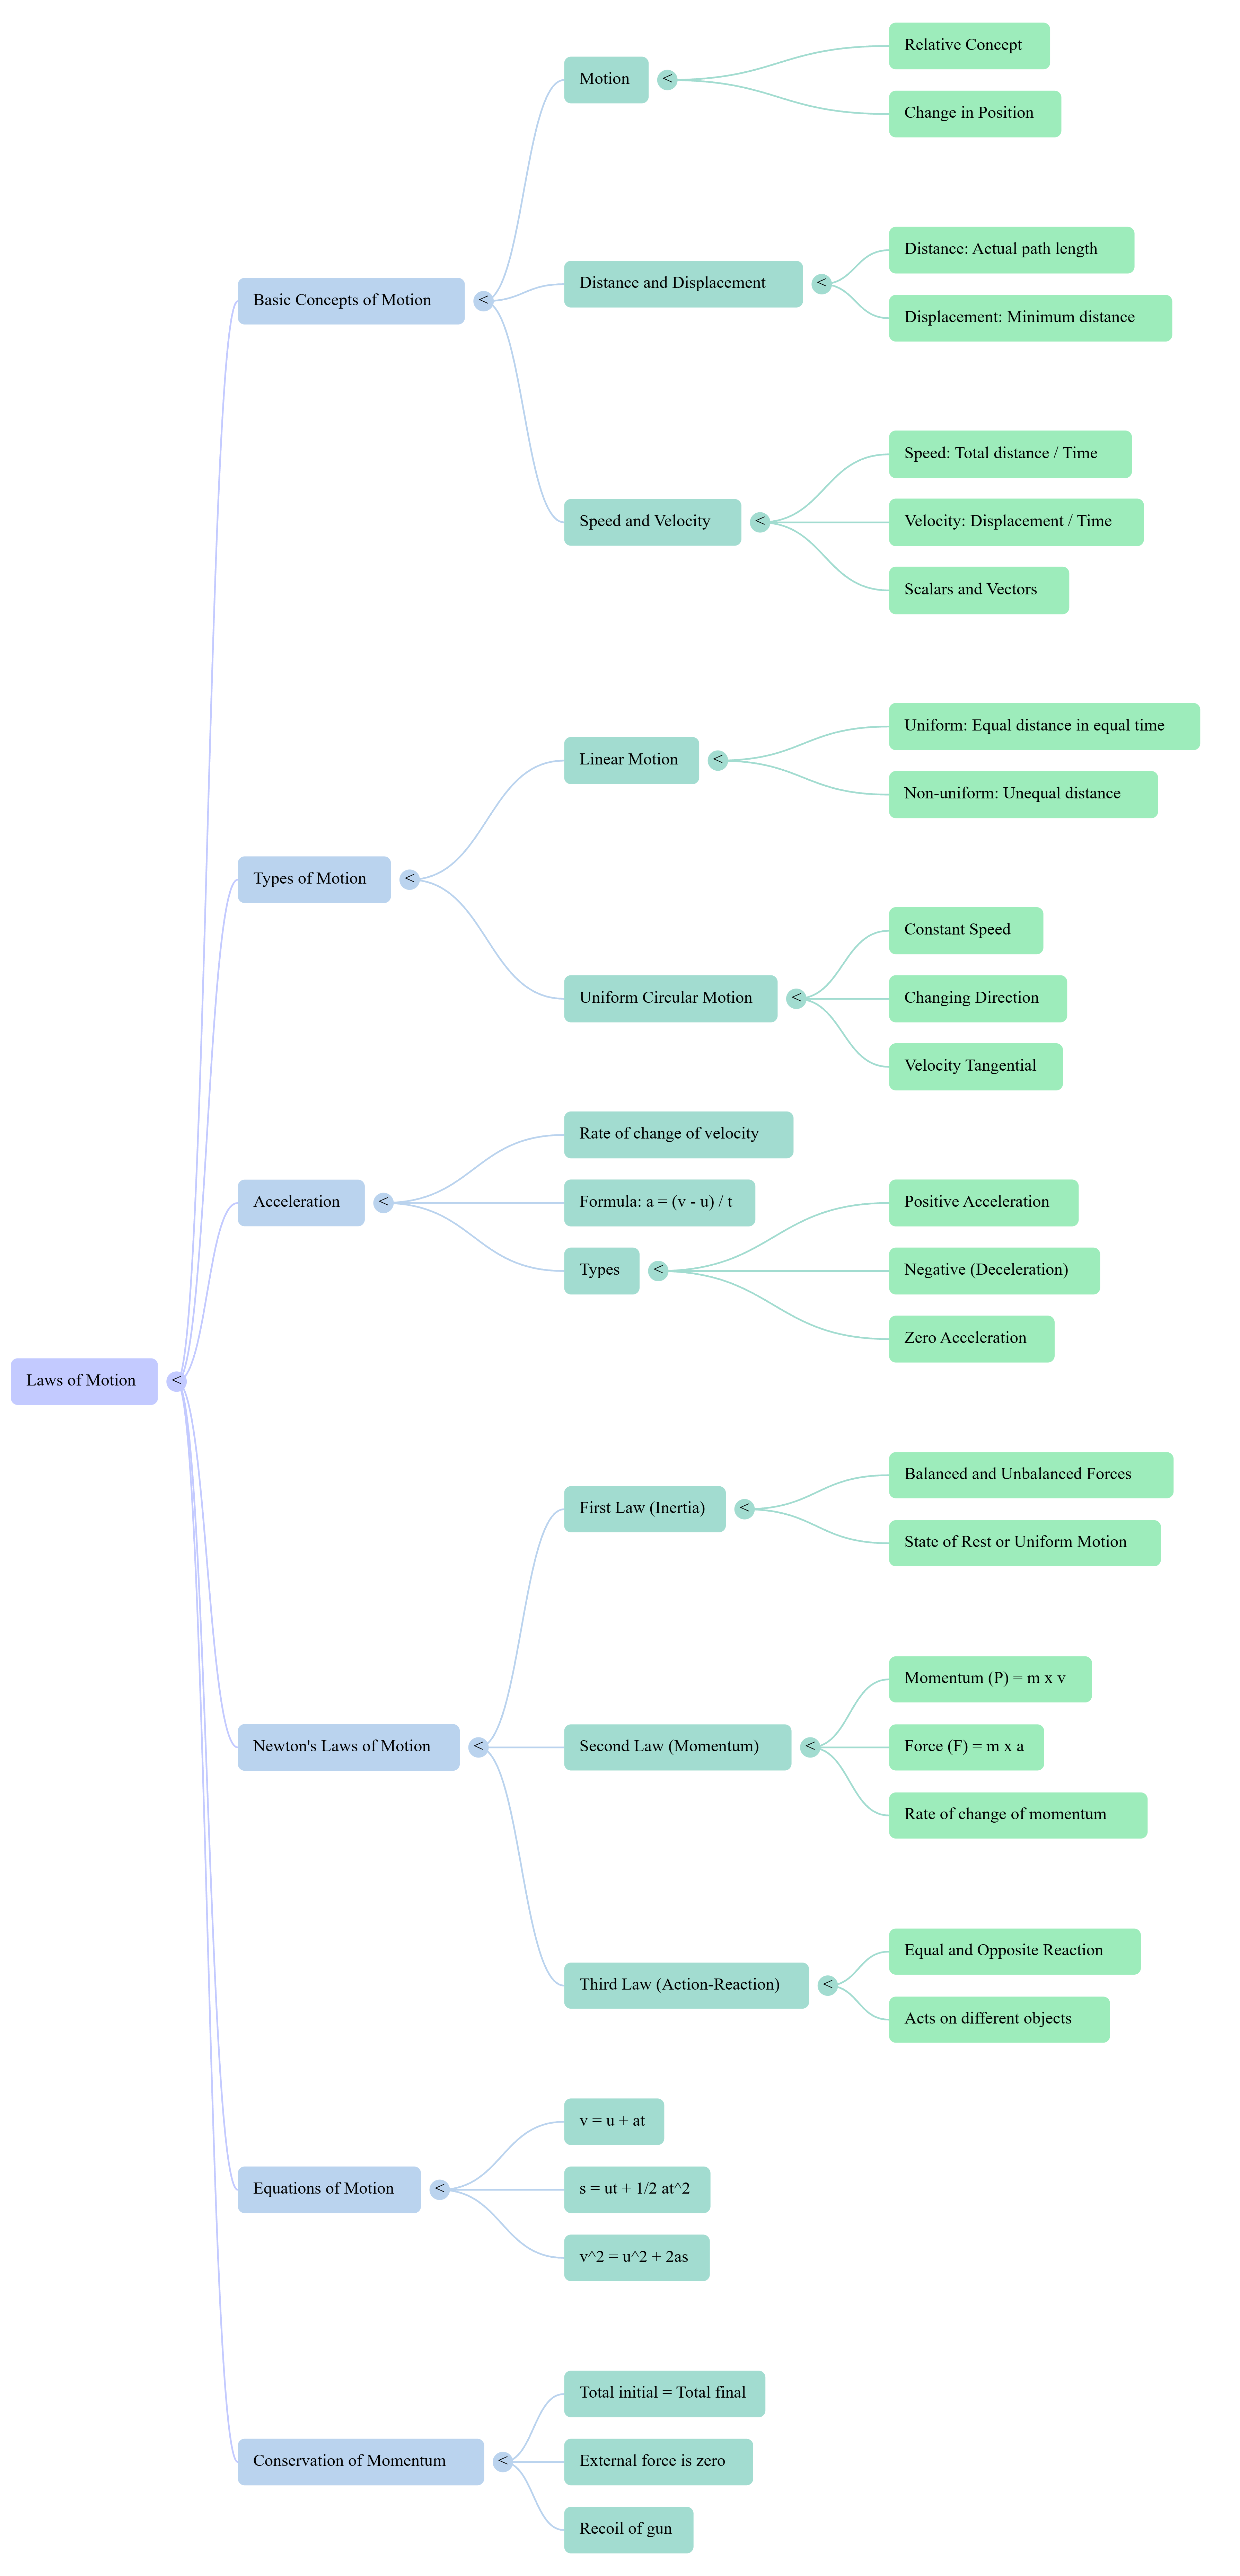 Laws of Motion
<
Basic Concepts of Motion
<
Motion
<
Relative Concept
Change in Position
Distance and Displacement
<
Distance: Actual path length
Displacement: Minimum distance
Speed and Velocity
<
Speed: Total distance / Time
Velocity: Displacement / Time
Scalars and Vectors
Types of Motion
<
Linear Motion
<
Uniform: Equal distance in equal time
Non-uniform: Unequal distance
Uniform Circular Motion
<
Constant Speed
Changing Direction
Velocity Tangential
Acceleration
<
Rate of change of velocity
Formula: a = (v - u) / t
Types
<
Positive Acceleration
Negative (Deceleration)
Zero Acceleration
Newton's Laws of Motion
<
First Law (Inertia)
<
Balanced and Unbalanced Forces
State of Rest or Uniform Motion
Second Law (Momentum)
<
Momentum (P) = m x v
Force (F) = m x a
Rate of change of momentum
Third Law (Action-Reaction)
<
Equal and Opposite Reaction
Acts on different objects
Equations of Motion
<
v = u + at
s = ut + 1/2 at^2
v^2 = u^2 + 2as
Conservation of Momentum
<
Total initial = Total final
External force is zero
Recoil of gun